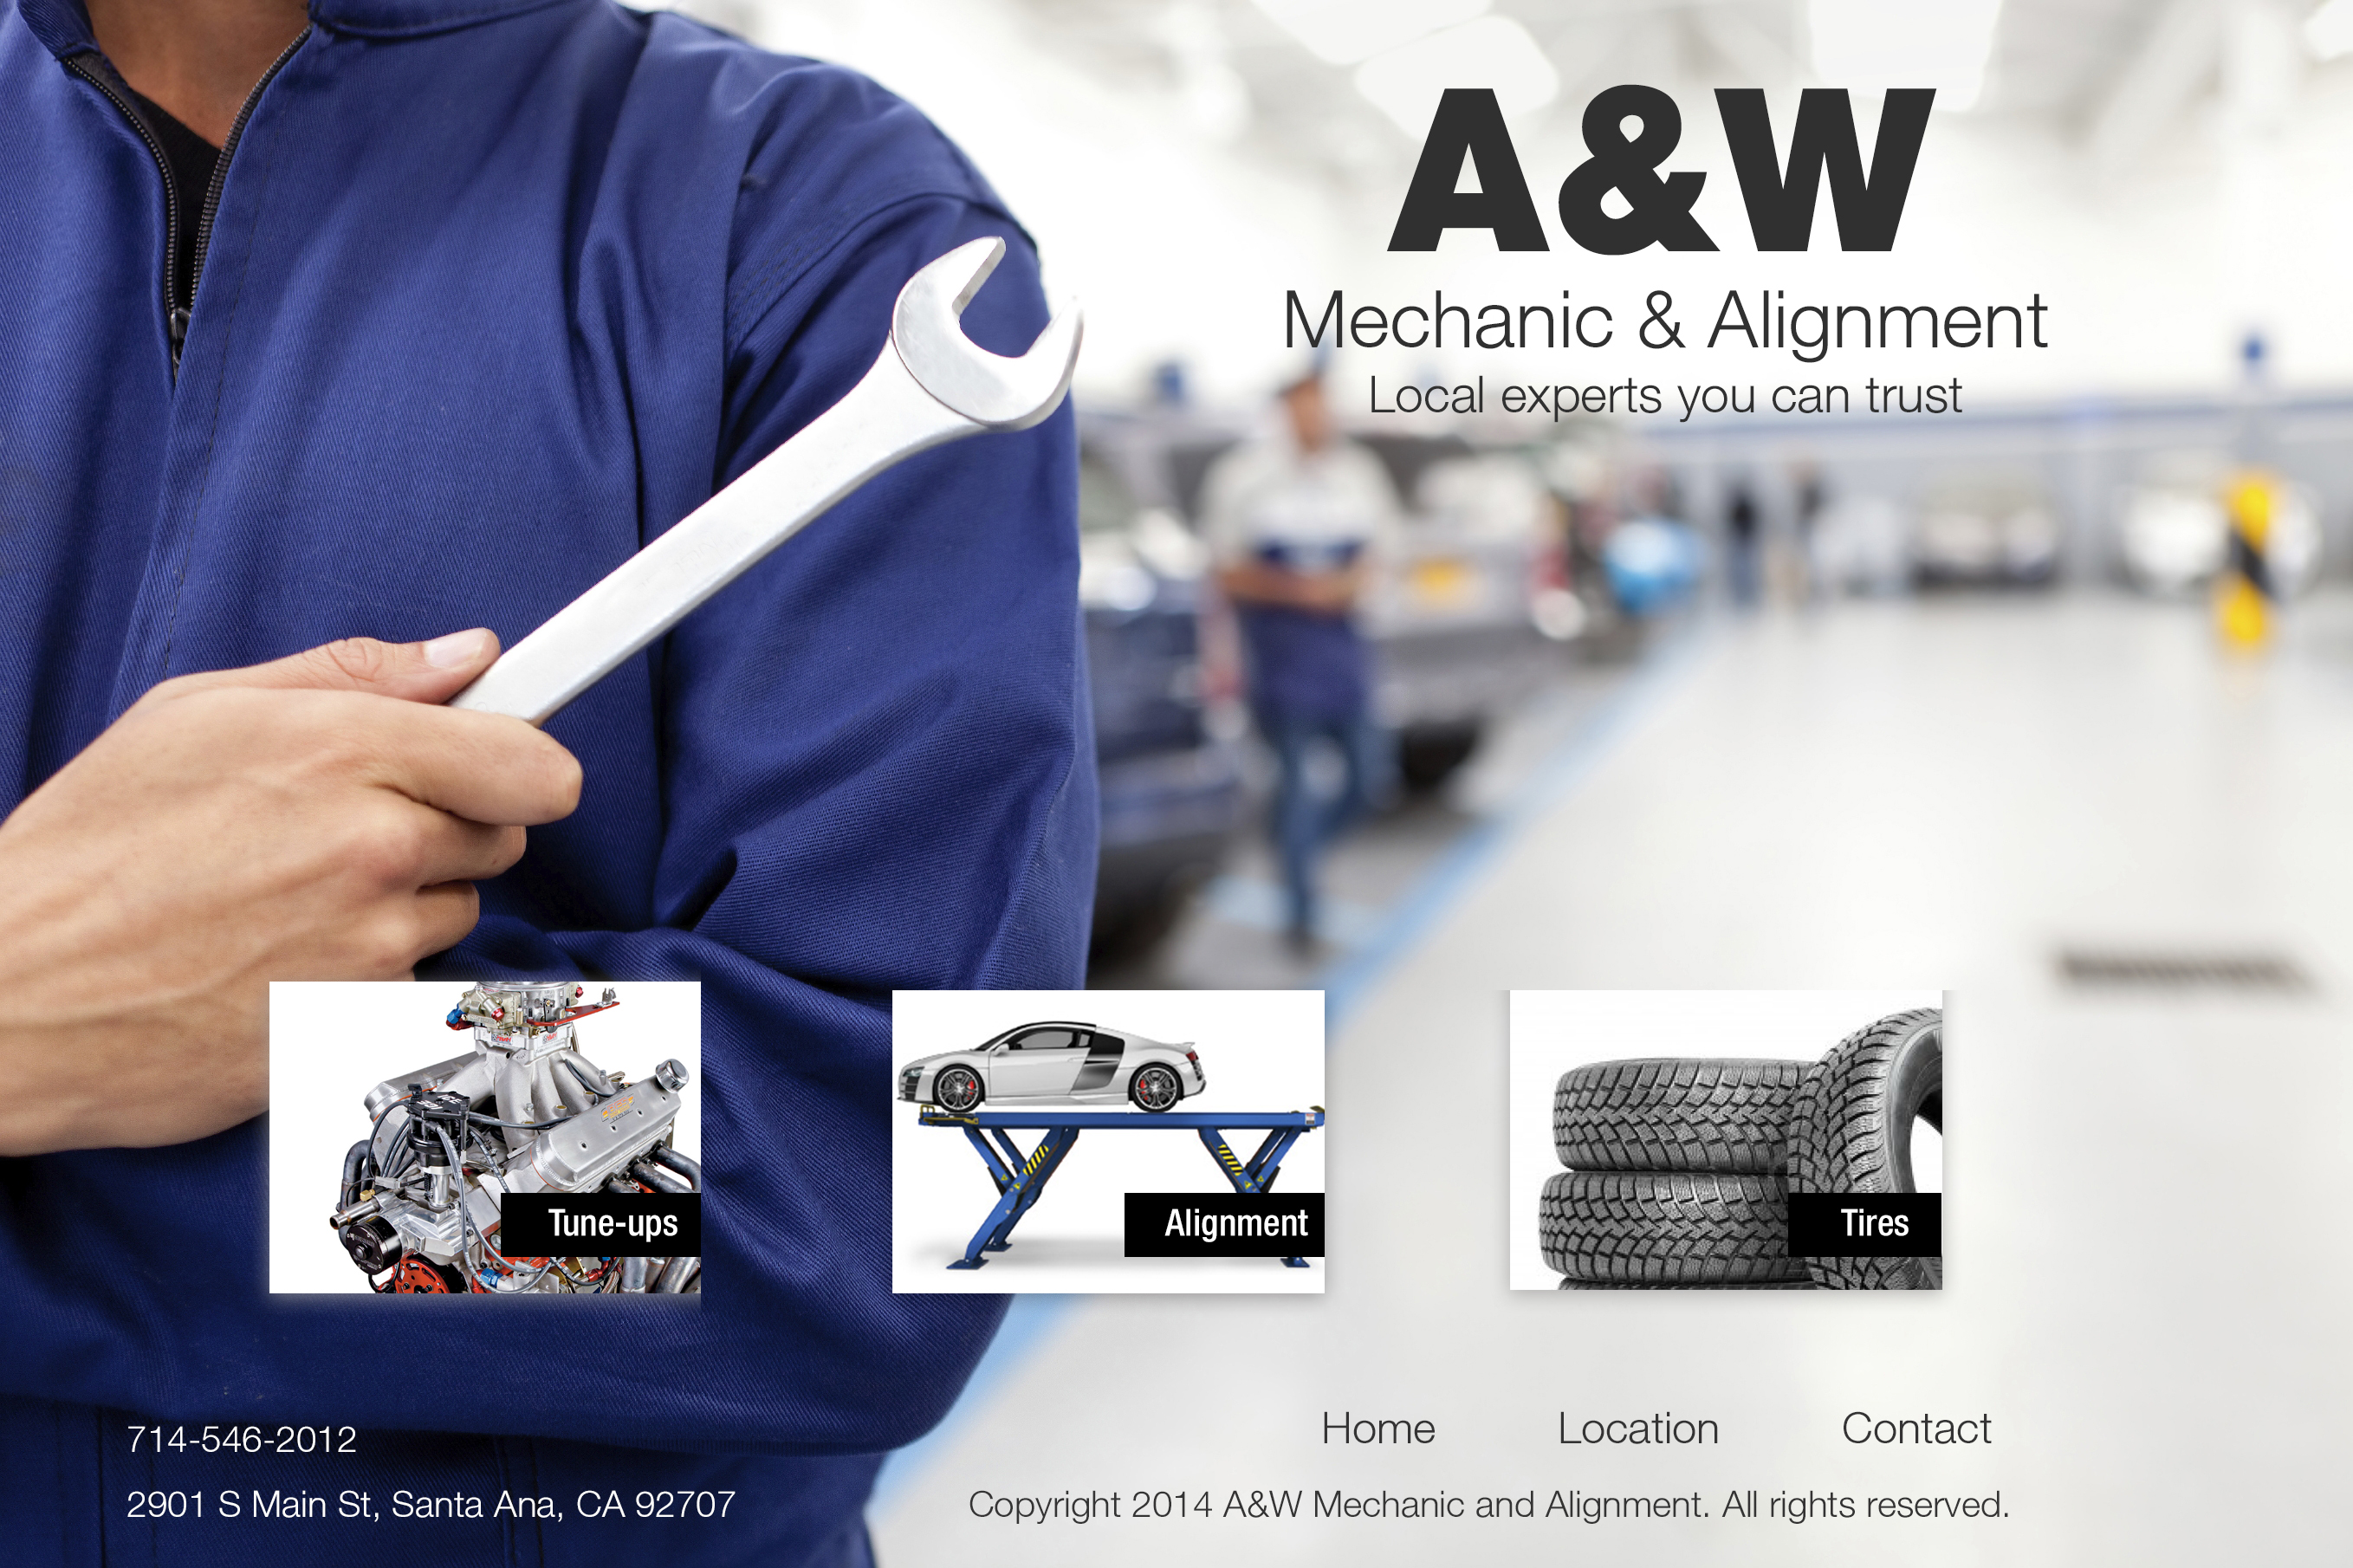 A&W
Mechanic & Alignment
Local experts you can trust
Tune-ups
Alignment
Tires
714-546-2012
2901 S Main St, Santa Ana, CA 92707
Home
Location
Contact
Copyright 2014 A&W Mechanic and Alignment. All rights reserved.